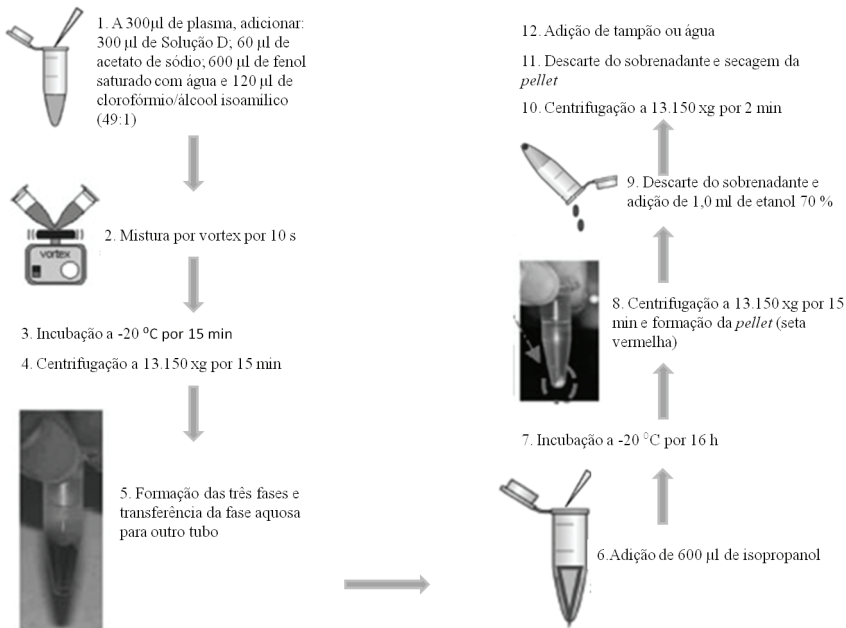 1. A 300µl de plasma, adicionar:
300 µl de Solução D; 60 µl de
acetato de sódio; 600 µl de fenol
saturado com água e 120 µl de
clorofórmio/álcool isoamílico
(49:1)
vortex
2. Mistura por vortex por 10 s
3. Incubação a -20 ºC por 15 min
4. Centrifugação a 13.150 xg por 15 min
5. Formação das três fases e
transferência da fase aquosa
para outro tubo
6.Adição de 600 µl de isopropanol
7. Incubação a -20 °C por 16 h
8. Centrifugação a 13.150 xg por 15
min e formação da pellet (seta
vermelha)
9. Descarte do sobrenadante e
adição de 1,0 ml de etanol 70 %
10. Centrifugação a 13.150 xg por 2 min
11. Descarte do sobrenadante e secagem da
pellet
12. Adição de tampão ou água